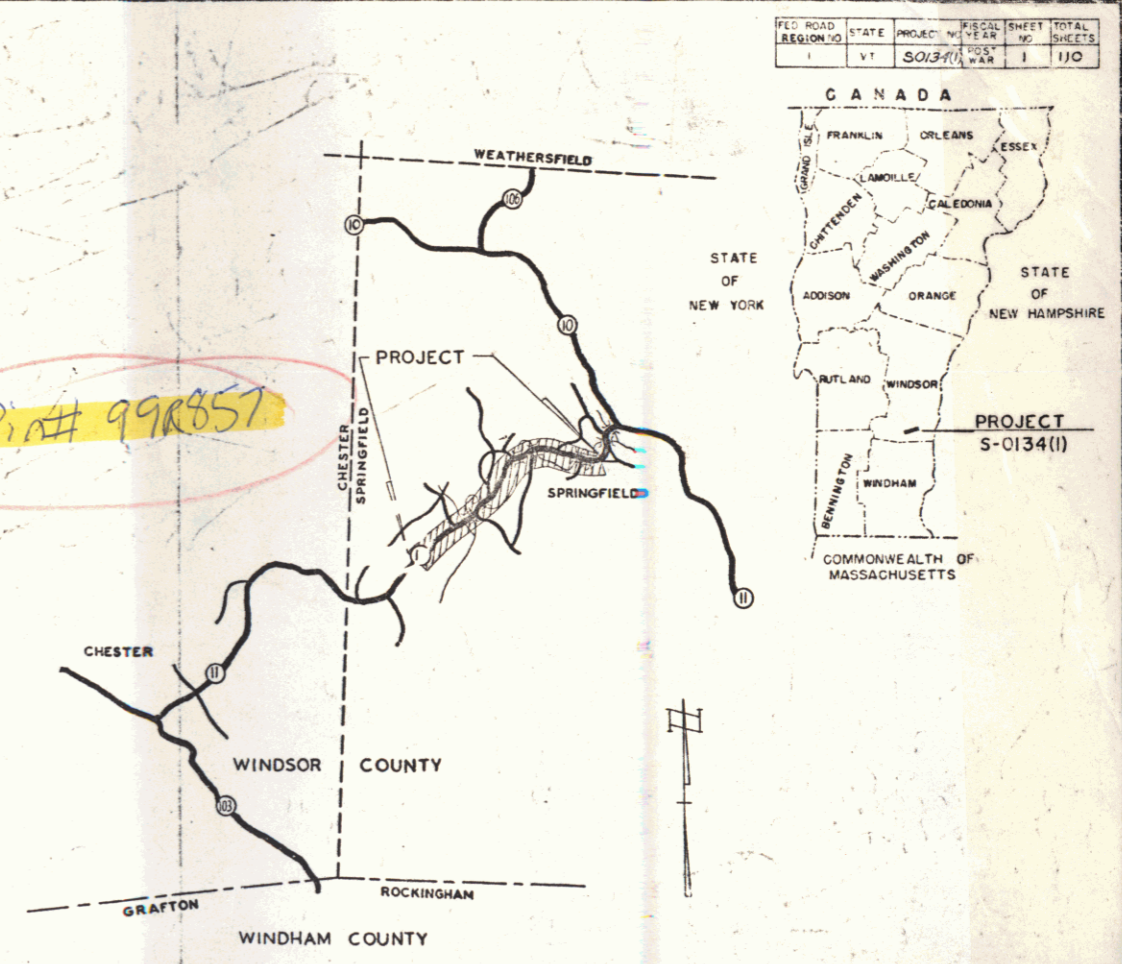 FED ROAD REGION NO STATE PROJECT NO FISCAL YEAR SHEET NO TOTAL SHEETS
1 VT S0134(1) POST WAR 1 110
CANADA
GRAND ISLE
FRANKLIN
ORLEANS
ESSEX
LAMOILLE
CALEDONIA
CHITTENDEN
WASHINGTON
STATE
OF
NEW YORK
STATE
OF
NEW HAMPSHIRE
ADDISON
ORANGE
RUTLAND
WINDSOR
PROJECT
S-0134(1)
BENNINGTON
WINDHAM
COMMONWEALTH OF
MASSACHUSETTS
WEATHERSFIELD
106
10
10
PROJECT
Pin# 99R857
CHESTER
SPRINGFIELD
SPRINGFIELD
11
CHESTER
11
WINDSOR COUNTY
103
GRAFTON
ROCKINGHAM
WINDHAM COUNTY